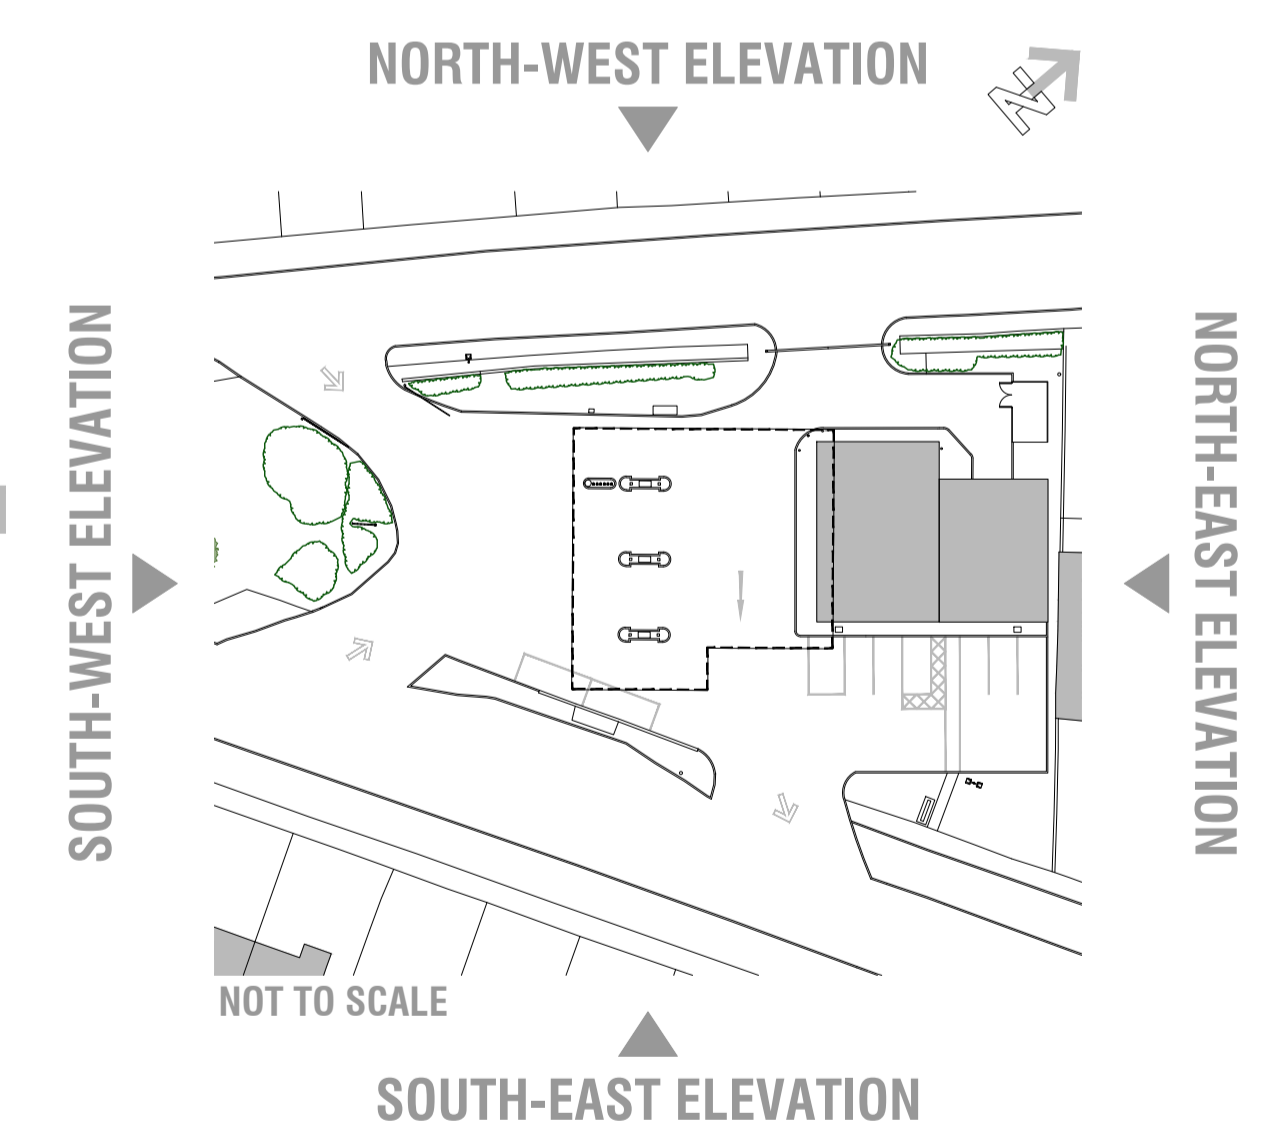 NORTH-WEST ELEVATION
N
SOUTH-WEST ELEVATION
NORTH-EAST ELEVATION
NOT TO SCALE
SOUTH-EAST ELEVATION